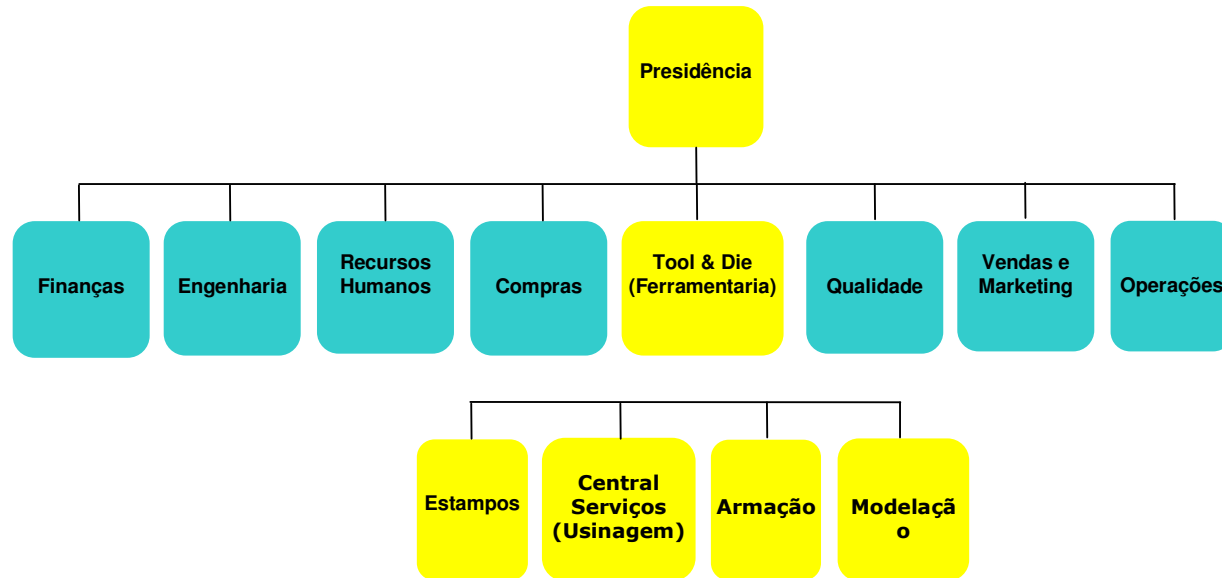 Presidência
Finanças
Engenharia
Recursos
Humanos
Compras
Tool & Die
(Ferramentaria)
Qualidade
Vendas e
Marketing
Operações
Estampos
Central
Serviços
(Usinagem)
Armação
Modelaçã
o